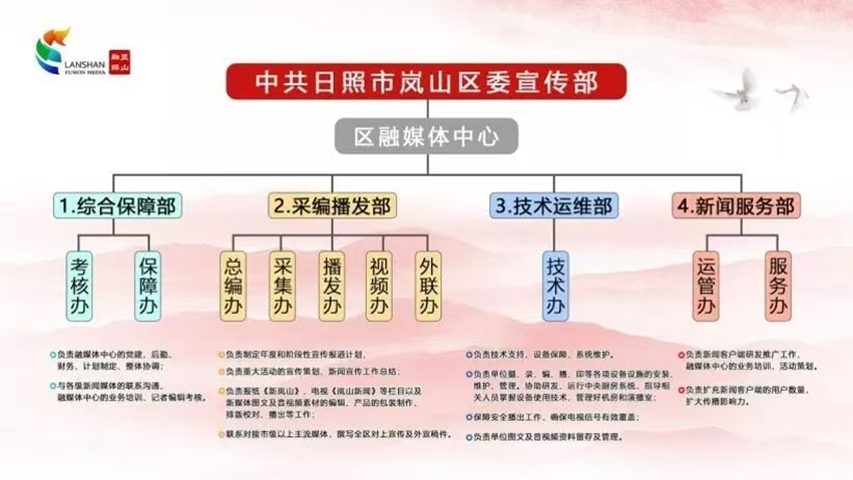 LANSHAN
FUSION MEDIA
中共日照市岚山区委宣传部
区融媒体中心
1.综合保障部
2.采编播发部
3.技术运维部
4.新闻服务部
考核办
保障办
总编办
采集办
播发办
视频办
外联办
技术办
运管办
服务办
负责融媒体中心的党建、后勤、
财务、计划制定、整体协调;
与各级新闻媒体的联系沟通、
融媒体中心的业务培训、记者编辑考核。
负责制定年度和阶段性宣传报道计划,
负责重大活动的宣传策划、新闻宣传工作总结;
负责报纸《新岚山》、电视《岚山新闻》等栏目以及
新媒体图文及音视频素材的编辑、产品的包装制作、
排版校对、播出等工作;
联系对接市级以上主流媒体,撰写全区对上宣传及外宣稿件。
负责技术支持、设备保障、系统维护。
负责单位摄、录、编、播、印等各项设备设施的安装、
维护、管理。协助研发、运行中央厨房系统、指导相
关人员掌握设备使用技术、管理好机房和演播室;
保障安全播出工作、确保电视信号有效覆盖;
负责单位图文及音视频资料留存及管理。
负责新闻客户端研发推广工作,
融媒体中心的业务培训,活动策划。
负责扩充新闻客户端的用户数量,
扩大传播影响力。